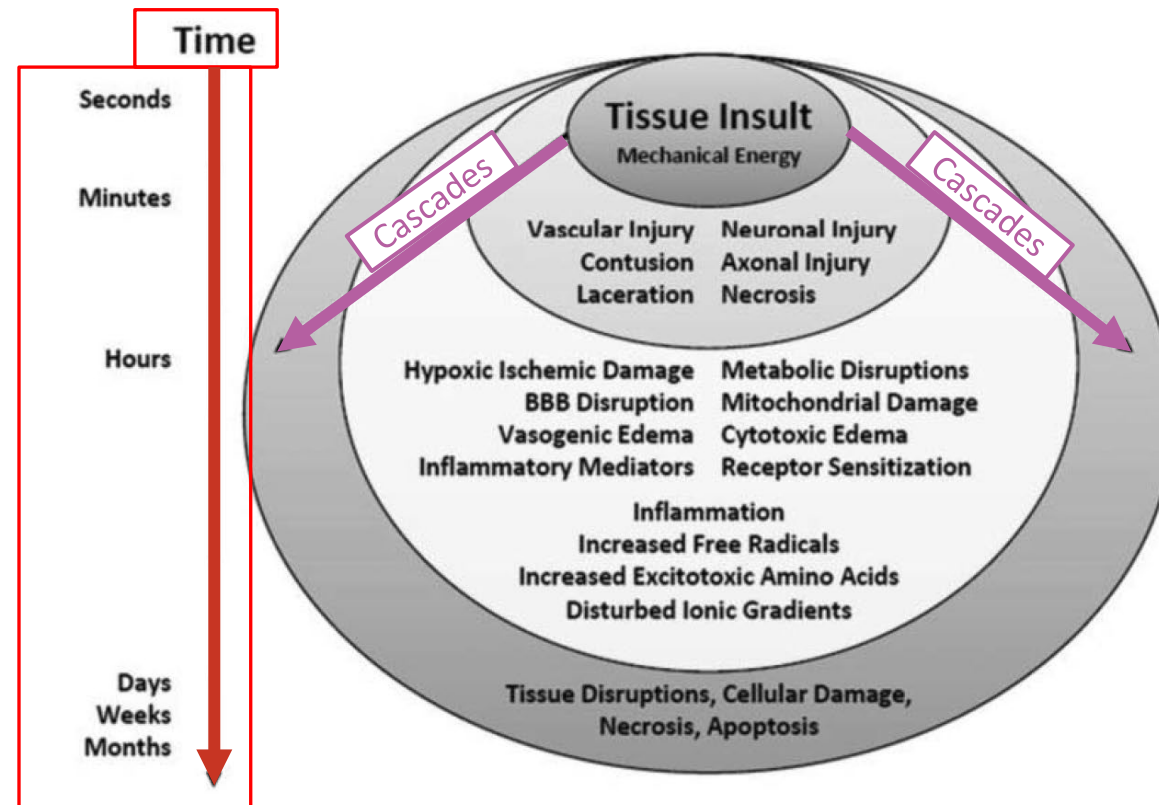 Time
Seconds
Minutes
Hours
Days
Weeks
Months
Tissue Insult
Mechanical Energy
Cascades
Cascades
Vascular Injury Neuronal Injury
Contusion Axonal Injury
Laceration Necrosis
Hypoxic Ischemic Damage Metabolic Disruptions
BBB Disruption Mitochondrial Damage
Vasogenic Edema Cytotoxic Edema
Inflammatory Mediators Receptor Sensitization
Inflammation
Increased Free Radicals
Increased Excitotoxic Amino Acids
Disturbed Ionic Gradients
Tissue Disruptions, Cellular Damage,
Necrosis, Apoptosis